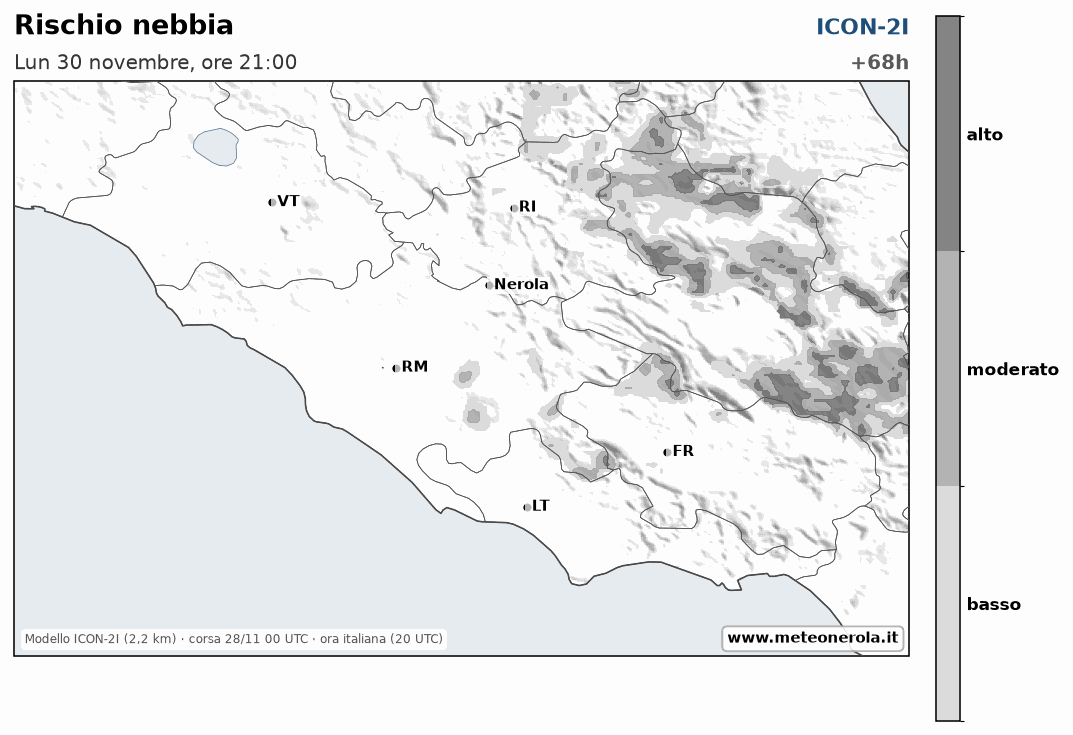 Rischio nebbia
ICON-2I
Lun 30 novembre, ore 21:00
+68h
alto
VT
RI
Nerola
RM
moderato
FR
LT
basso
Modello ICON-2I (2,2 km) · corsa 28/11 00 UTC · ora italiana (20 UTC)
www.meteonerola.it